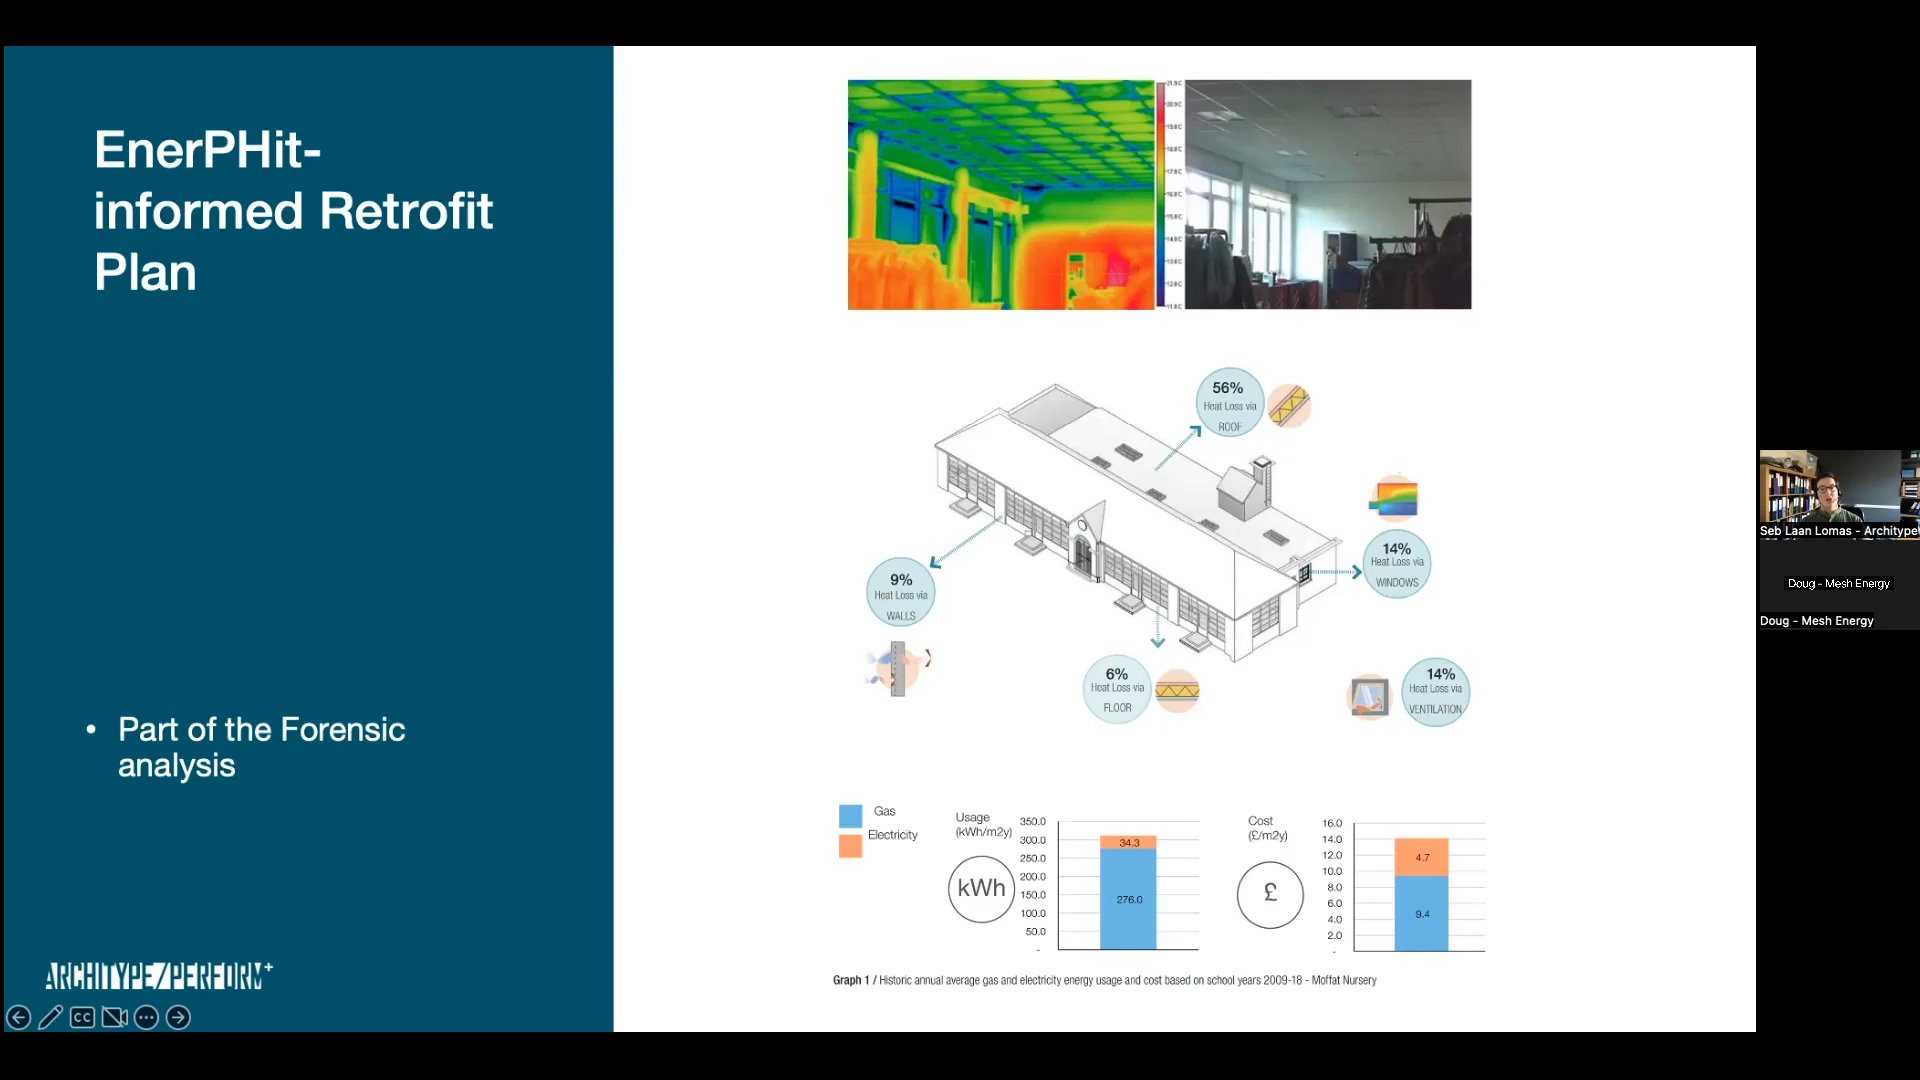 EnerPHit-
informed Retrofit
Plan
• Part of the Forensic
analysis
ARCHITYPE/PERFORM+
CC
56%
Heat Loss via
ROOF
14%
Heat Loss via
WINDOWS
9%
Heat Loss via
WALLS
6%
Heat Loss via
FLOOR
14%
Heat Loss via
VENTILATION
Gas
Electricity
Usage
(kWh/m2y)
kWh
350.0
300.0
250.0
200.0
150.0
100.0
50.0
-
34.3
276.0
Cost
(£/m2y)
£
16.0
14.0
12.0
10.0
8.0
6.0
4.0
2.0
-
4.7
9.4
Graph 1 / Historic annual average gas and electricity energy usage and cost based on school years 2009-18 - Moffat Nursery
Seb Laan Lomas - Architype
Doug - Mesh Energy
Doug - Mesh Energy